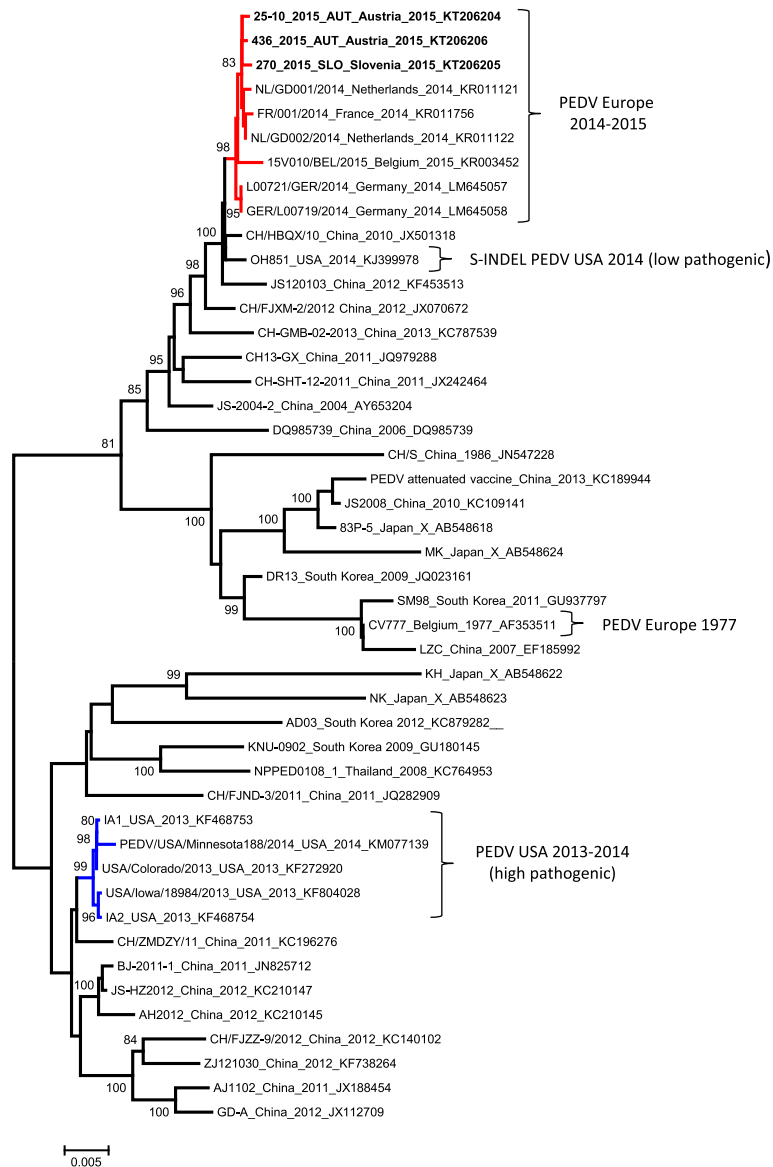 25-10_2015_AUT_Austria_2015_KT206204
436_2015_AUT_Austria_2015_KT206206
83
270_2015_SLO_Slovenia_2015_KT206205
NL/GD001/2014_Netherlands_2014_KR011121
PEDV Europe
2014-2015
FR/001/2014_France_2014_KR011756
NL/GD002/2014_Netherlands_2014_KR011122
98
15V010/BEL/2015_Belgium_2015_KR003452
L00721/GER/2014_Germany_2014_LM645057
95
GER/L00719/2014_Germany_2014_LM645058
100
CH/HBQX/10_China_2010_JX501318
OH851_USA_2014_KJ399978
S-INDEL PEDV USA 2014 (low pathogenic)
98
JS120103_China_2012_KF453513
96
CH/FJXM-2/2012 China_2012_JX070672
CH-GMB-02-2013_China_2013_KC787539
95
CH13-GX_China_2011_JQ979288
CH-SHT-12-2011_China_2011_JX242464
85
JS-2004-2_China_2004_AY653204
DQ985739_China_2006_DQ985739
81
CH/S_China_1986_JN547228
PEDV attenuated vaccine_China_2013_KC189944
100
JS2008_China_2010_KC109141
100
100
83P-5_Japan_X_AB548618
MK_Japan_X_AB548624
DR13_South Korea_2009_JQ023161
99
SM98_South Korea_2011_GU937797
CV777_Belgium_1977_AF353511
PEDV Europe 1977
100
LZC_China_2007_EF185992
99
KH_Japan_X_AB548622
NK_Japan_X_AB548623
AD03_South Korea 2012_KC879282__
KNU-0902_South Korea 2009_GU180145
100
NPPED0108_1_Thailand_2008_KC764953
CH/FJND-3/2011_China_2011_JQ282909
80
IA1_USA_2013_KF468753
98
PEDV/USA/Minnesota188/2014_USA_2014_KM077139
PEDV USA 2013-2014
(high pathogenic)
99
USA/Colorado/2013_USA_2013_KF272920
USA/Iowa/18984/2013_USA_2013_KF804028
96
IA2_USA_2013_KF468754
CH/ZMDZY/11_China_2011_KC196276
BJ-2011-1_China_2011_JN825712
100
JS-HZ2012_China_2012_KC210147
AH2012_China_2012_KC210145
84
CH/FJZZ-9/2012_China_2012_KC140102
ZJ121030_China_2012_KF738264
100
AJ1102_China_2011_JX188454
100
GD-A_China_2012_JX112709
0.005